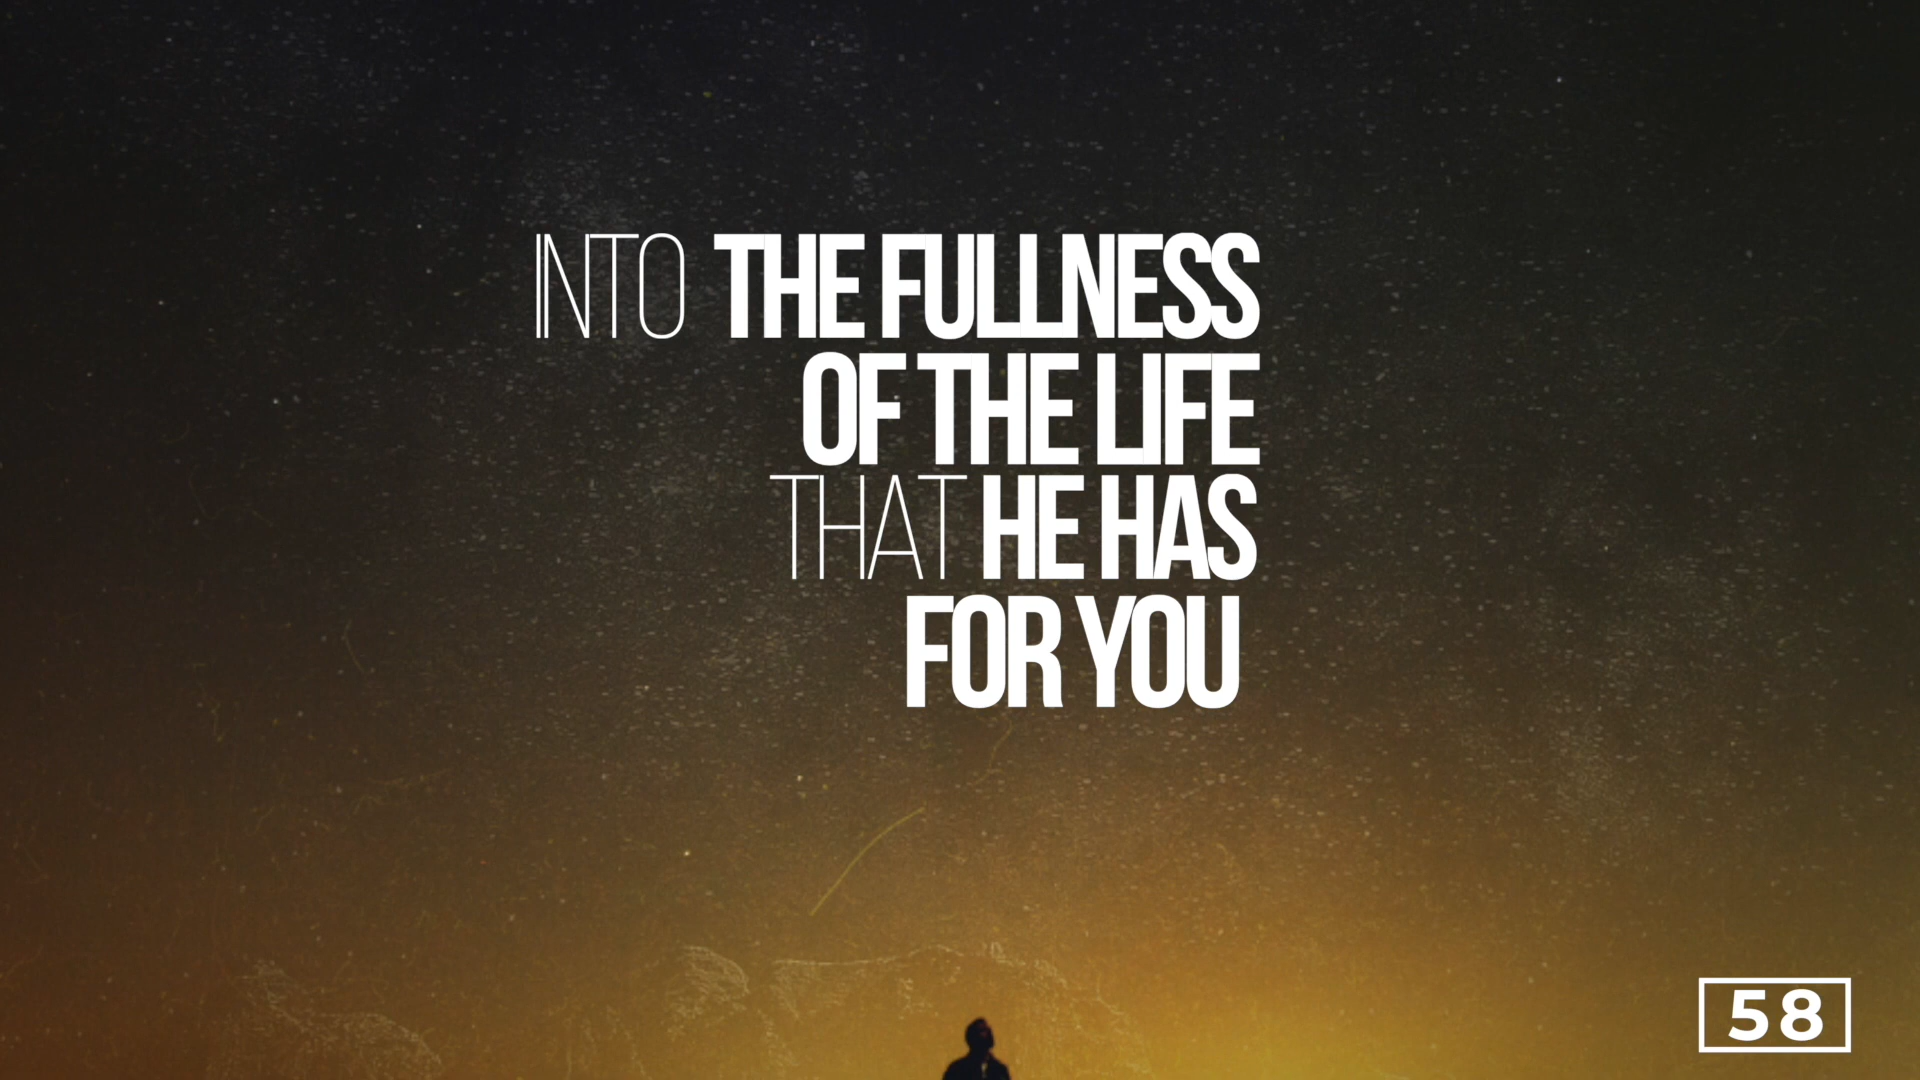 INTO THE FULLNESS
OF THE LIFE
THAT HE HAS
FOR YOU
58